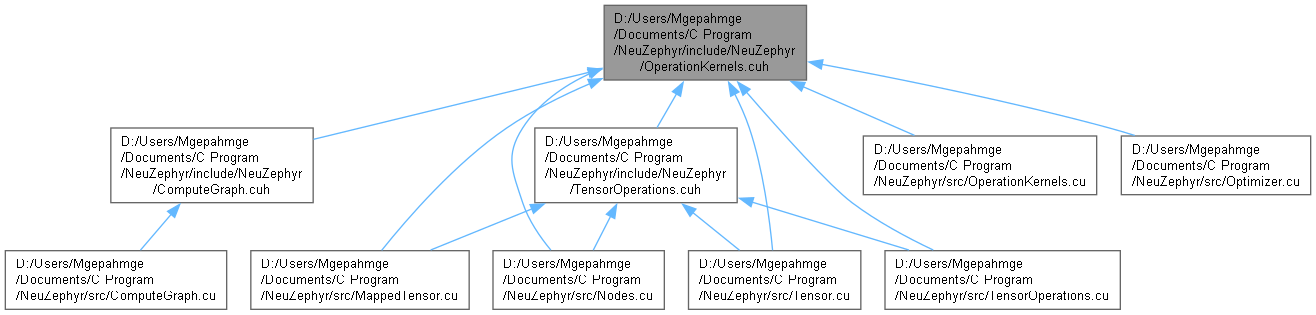 D:/Users/Mgepahmge
/Documents/C Program
/NeuZephyr/include/NeuZephyr
/OperationKernels.cuh
D:/Users/Mgepahmge
/Documents/C Program
/NeuZephyr/include/NeuZephyr
/ComputeGraph.cuh
D:/Users/Mgepahmge
/Documents/C Program
/NeuZephyr/include/NeuZephyr
/TensorOperations.cuh
D:/Users/Mgepahmge
/Documents/C Program
/NeuZephyr/src/OperationKernels.cu
D:/Users/Mgepahmge
/Documents/C Program
/NeuZephyr/src/Optimizer.cu
D:/Users/Mgepahmge
/Documents/C Program
/NeuZephyr/src/ComputeGraph.cu
D:/Users/Mgepahmge
/Documents/C Program
/NeuZephyr/src/MappedTensor.cu
D:/Users/Mgepahmge
/Documents/C Program
/NeuZephyr/src/Nodes.cu
D:/Users/Mgepahmge
/Documents/C Program
/NeuZephyr/src/Tensor.cu
D:/Users/Mgepahmge
/Documents/C Program
/NeuZephyr/src/TensorOperations.cu